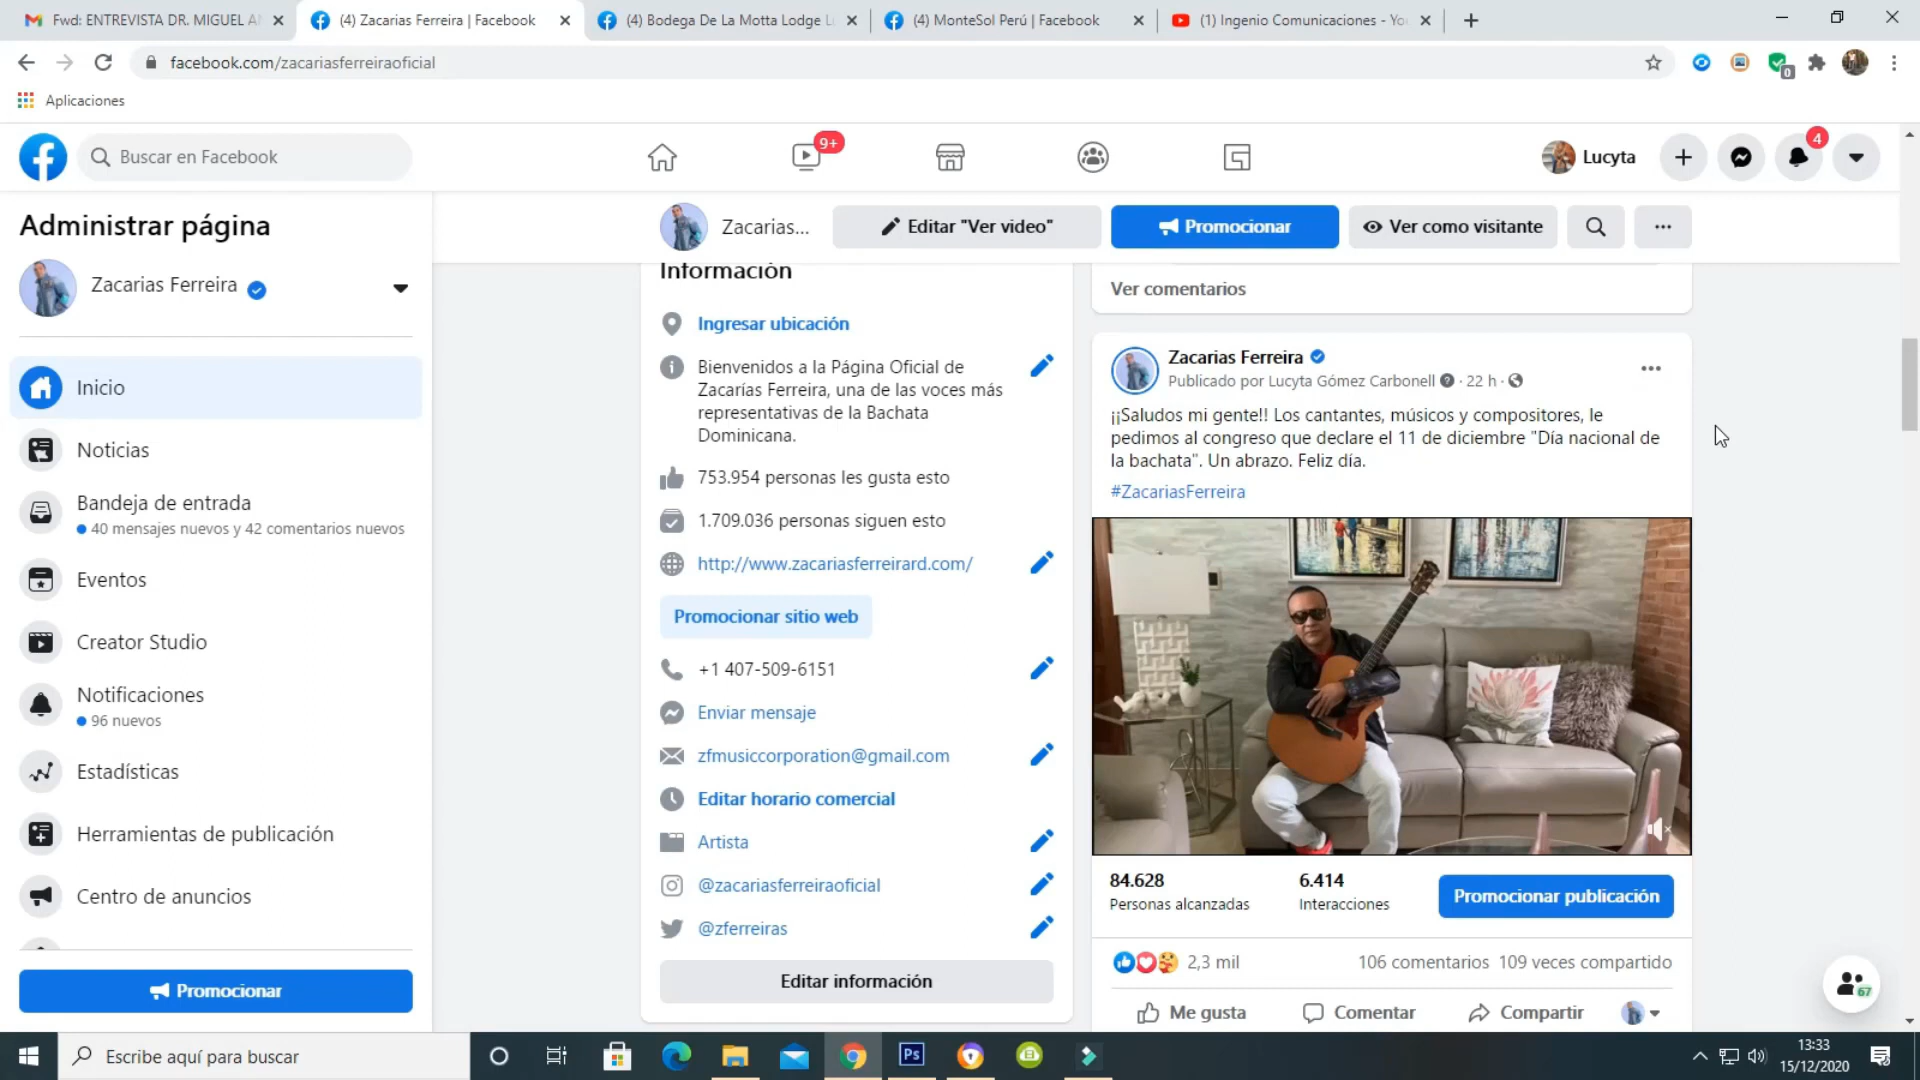 Fwd: ENTREVISTA DR. MIGUEL AN
(4) Zacarias Ferreira | Facebook
(4) Bodega De La Motta Lodge L
(4) MonteSol Perú | Facebook
(1) Ingenio Comunicaciones - Yo
facebook.com/zacariasferreiraoficial
0
Aplicaciones
Buscar en Facebook
9+
Lucyta
4
Administrar página
Zacarias...
Editar "Ver video"
Promocionar
Ver como visitante
Zacarias Ferreira
Inicio
Noticias
Bandeja de entrada
40 mensajes nuevos y 42 comentarios nuevos
Eventos
Creator Studio
Notificaciones
96 nuevos
Estadísticas
Herramientas de publicación
Centro de anuncios
Promocionar
Información
Ingresar ubicación
Bienvenidos a la Página Oficial de
Zacarías Ferreira, una de las voces más
representativas de la Bachata
Dominicana.
753.954 personas les gusta esto
1.709.036 personas siguen esto
http://www.zacariasferreirard.com/
Promocionar sitio web
+1 407-509-6151
Enviar mensaje
zfmusiccorporation@gmail.com
Editar horario comercial
Artista
@zacariasferreiraoficial
@zferreiras
Editar información
Ver comentarios
Zacarias Ferreira
Publicado por Lucyta Gómez Carbonell · 22 h ·
¡¡Saludos mi gente!! Los cantantes, músicos y compositores, le
pedimos al congreso que declare el 11 de diciembre "Día nacional de
la bachata". Un abrazo. Feliz día.
#ZacariasFerreira
84.628
Personas alcanzadas
6.414
Interacciones
Promocionar publicación
2,3 mil
106 comentarios 109 veces compartido
Me gusta
Comentar
Compartir
67
Escribe aquí para buscar
Ps
13:33
15/12/2020